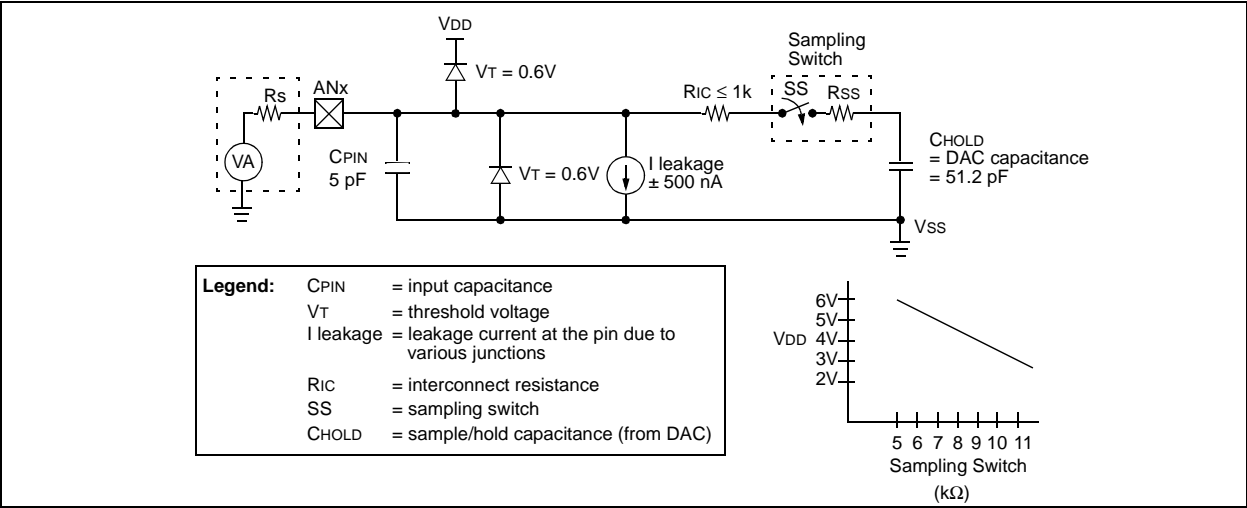 VDD
Sampling
Switch
VT = 0.6V
RS
ANx
RIC ≤ 1k
SS
RSS
CPIN
5 pF
VA
VT = 0.6V
I leakage
± 500 nA
CHOLD
= DAC capacitance
= 51.2 pF
VSS
Legend:
CPIN = input capacitance
VT = threshold voltage
I leakage = leakage current at the pin due to
various junctions
RIC = interconnect resistance
SS = sampling switch
CHOLD = sample/hold capacitance (from DAC)
6V
5V
VDD 4V
3V
2V
5 6 7 8 9 10 11
Sampling Switch
(kΩ)